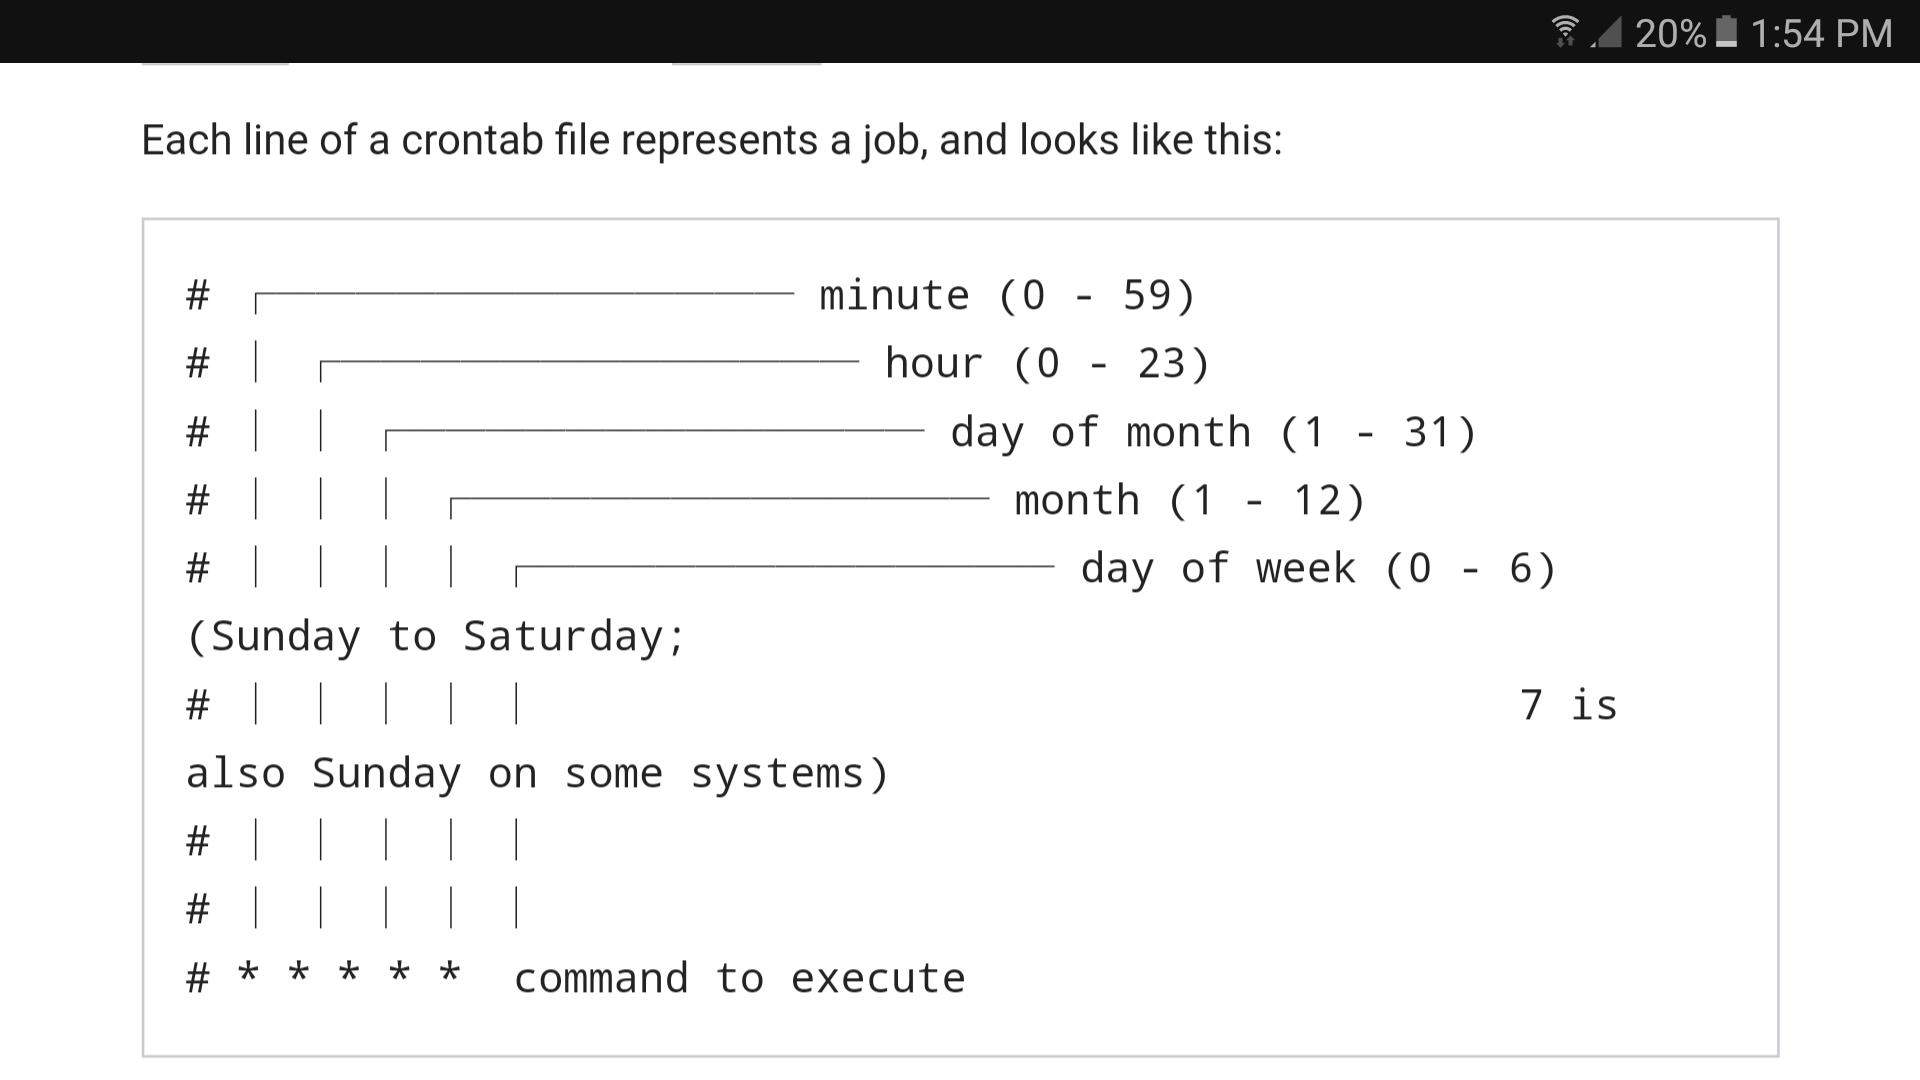 20% 1:54 PM
Each line of a crontab file represents a job, and looks like this:
# ┌───────────── minute (0 - 59)
# │ ┌───────────── hour (0 - 23)
# │ │ ┌───────────── day of month (1 - 31)
# │ │ │ ┌───────────── month (1 - 12)
# │ │ │ │ ┌───────────── day of week (0 - 6)
(Sunday to Saturday;
# │ │ │ │ │ 7 is
also Sunday on some systems)
# │ │ │ │ │
# │ │ │ │ │
# * * * * * command to execute